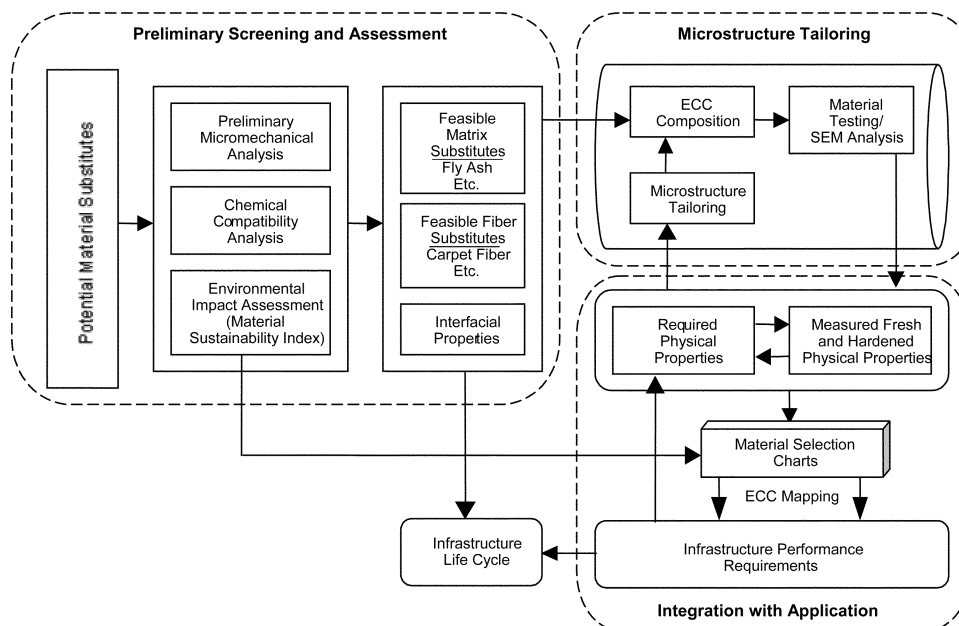 Preliminary Screening and Assessment
Potential Material Substitutes
Preliminary
Micromechanical
Analysis
Chemical
Compatibility
Analysis
Environmental
Impact Assessment
(Material
Sustainability Index)
Feasible
Matrix
Substitutes
Fly Ash
Etc.
Feasible Fiber
Substitutes
Carpet Fiber
Etc.
Interfacial
Properties
Microstructure Tailoring
ECC
Composition
Material
Testing/
SEM Analysis
Microstructure
Tailoring
Required
Physical
Properties
Measured Fresh
and Hardened
Physical Properties
Material Selection
Charts
ECC Mapping
Infrastructure
Life Cycle
Infrastructure Performance
Requirements
Integration with Application